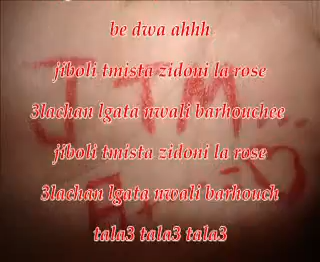 be dwa ahhh
jiboli tmista zidoni la rose
3lachan lgata nwali barhouchee
jiboli tmista zidoni la rose
3lachan lgata nwali barhouch
tala3 tala3 tala3